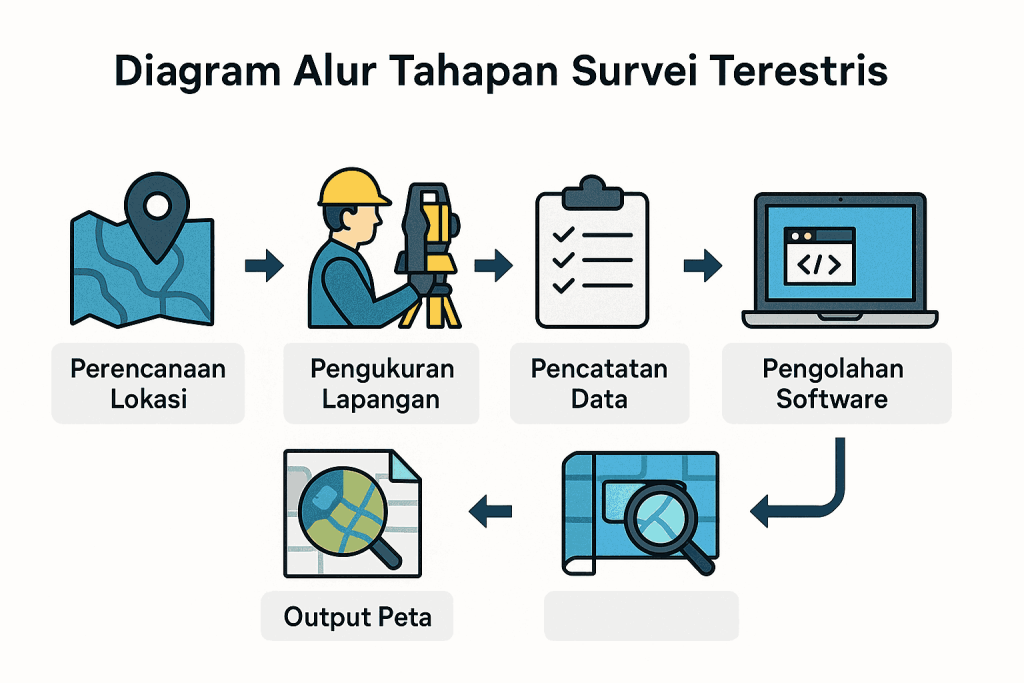 Diagram Alur Tahapan Survei Terestris
Perencanaan
Lokasi
Pengukuran
Lapangan
Pencatatan
Data
</>
Pengolahan
Software
Output Peta